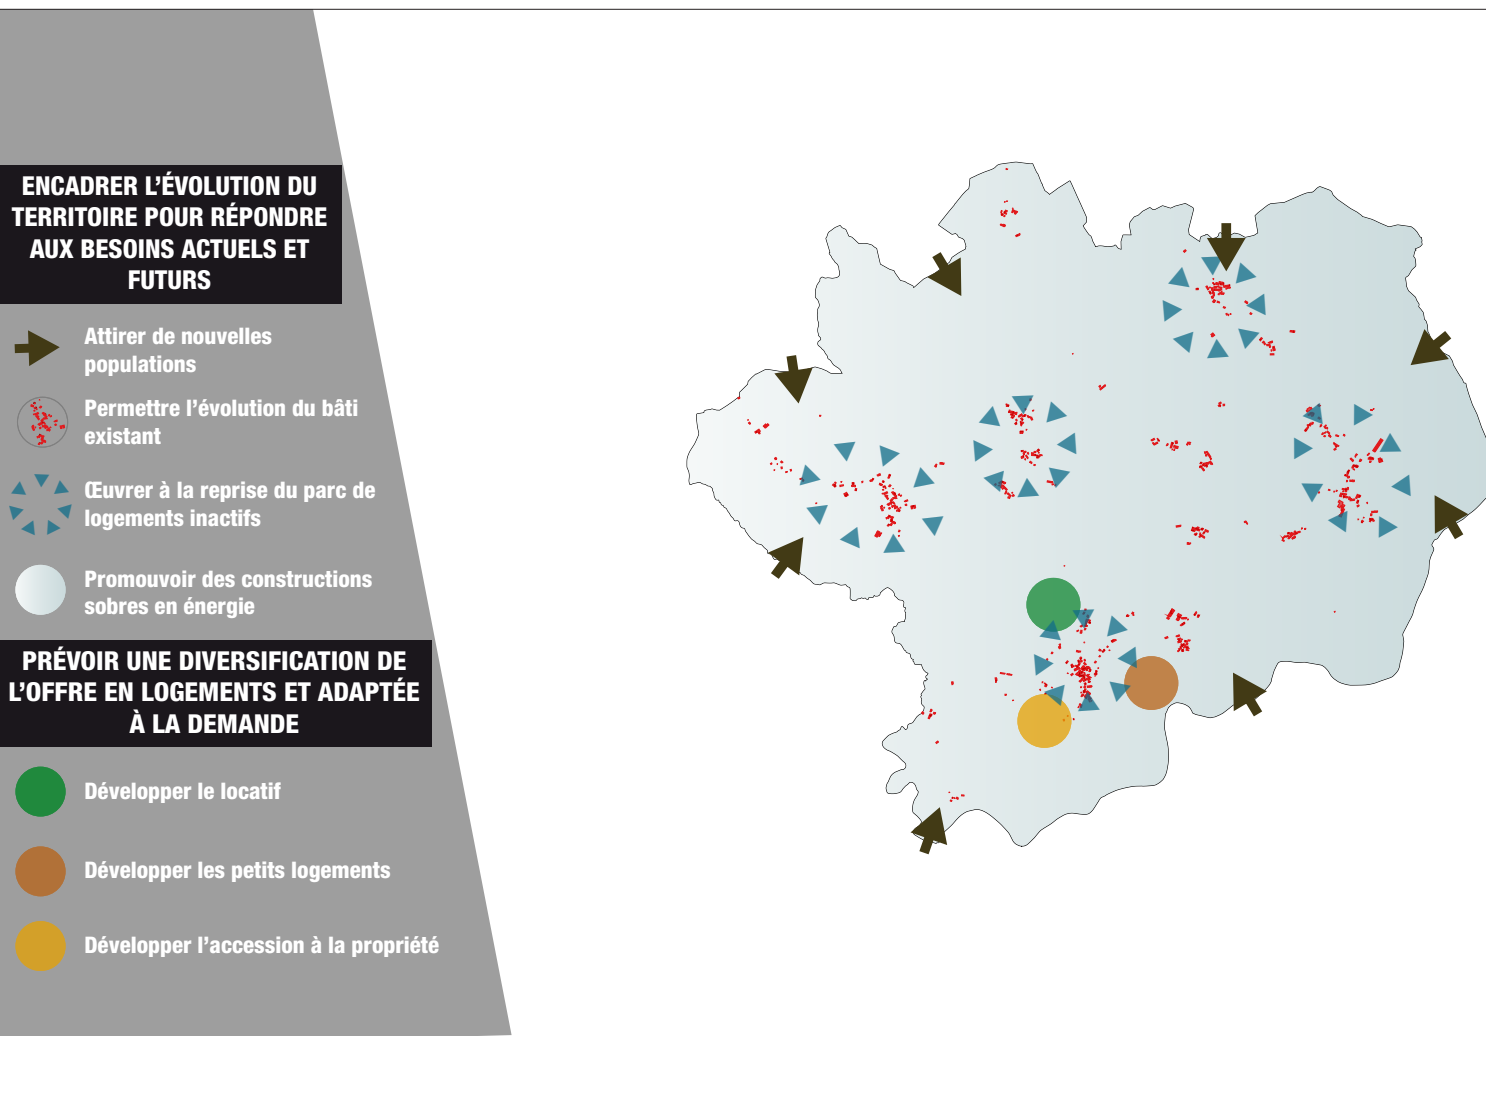 ENCADRER L’ÉVOLUTION DU
TERRITOIRE POUR RÉPONDRE
AUX BESOINS ACTUELS ET
FUTURS
Attirer de nouvelles
populations
Permettre l’évolution du bâti
existant
Œuvrer à la reprise du parc de
logements inactifs
Promouvoir des constructions
sobres en énergie
PRÉVOIR UNE DIVERSIFICATION DE
L’OFFRE EN LOGEMENTS ET ADAPTÉE
À LA DEMANDE
Développer le locatif
Développer les petits logements
Développer l’accession à la propriété